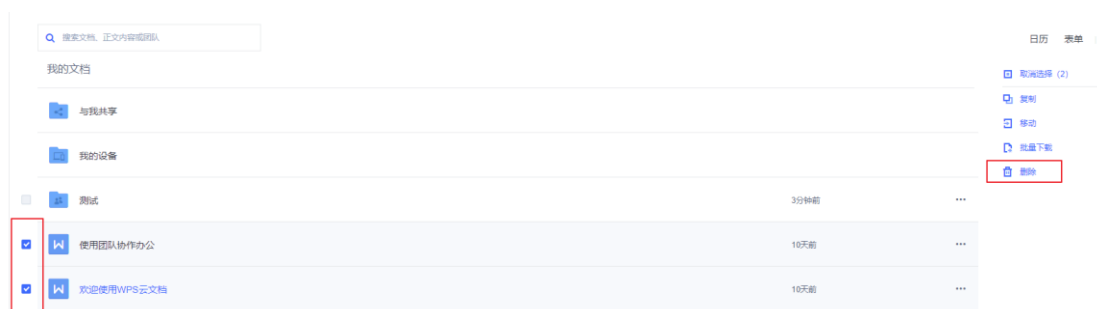 搜索文档、正文内容或团队
日历 表单
我的文档
取消选择 (2)
复制
与我共享
移动
批量下载
我的设备
删除
测试 3分钟前 ···
使用团队协作办公 10天前 ···
欢迎使用WPS云文档 10天前 ···